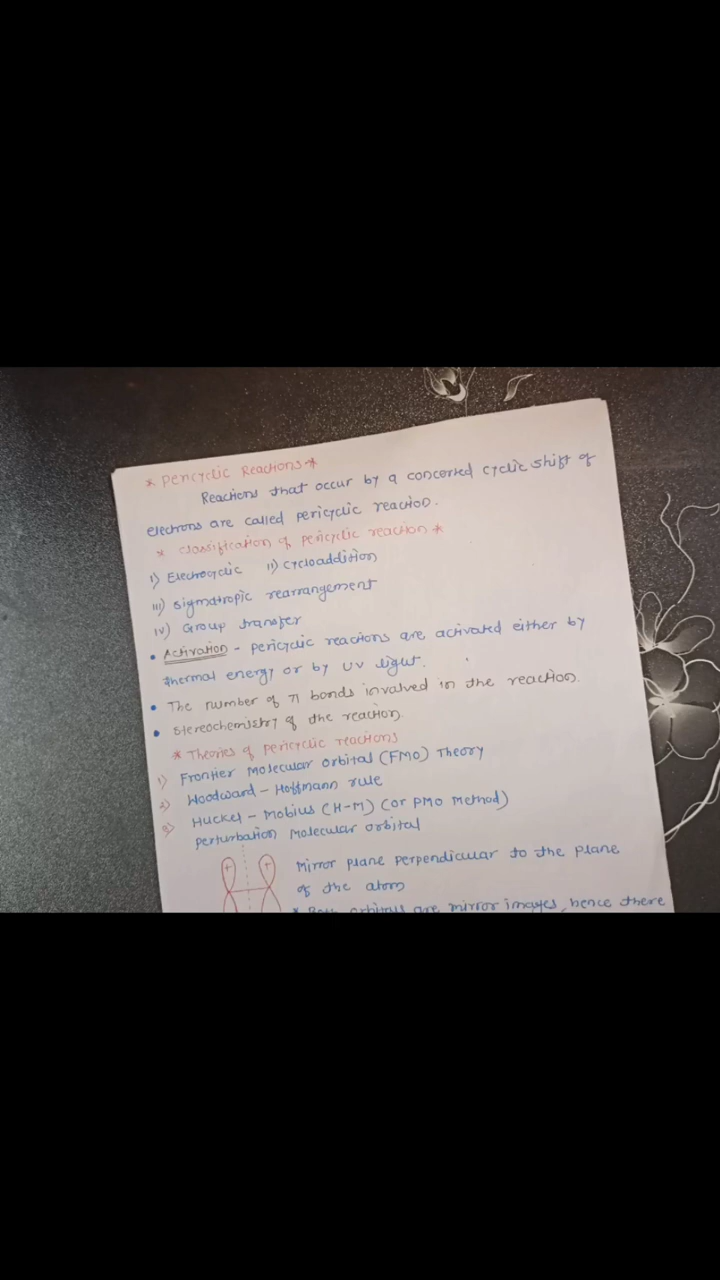 * Pericyclic Reactions *
Reactions that occur by a concerted cyclic shift of
electrons are called pericyclic reaction.
* Classification of pericyclic reaction *
i) Electrocyclic ii) Cycloaddition
iii) Sigmatropic rearrangement
iv) Group transfer
• Activation - Pericyclic reactions are activated either by
thermal energy or by UV light.
• The number of π bonds involved in the reaction.
• Stereochemistry of the reaction.
* Theories of pericyclic reactions
1) Frontier Molecular orbital (FMO) Theory
2) Woodward - Hoffmann rule
3) Huckel - Mobius (H-M) (or PMO Method)
Perturbation Molecular orbital
+ +
Mirror plane perpendicular to the plane
of the atom
* orbitals are mirror images, hence there